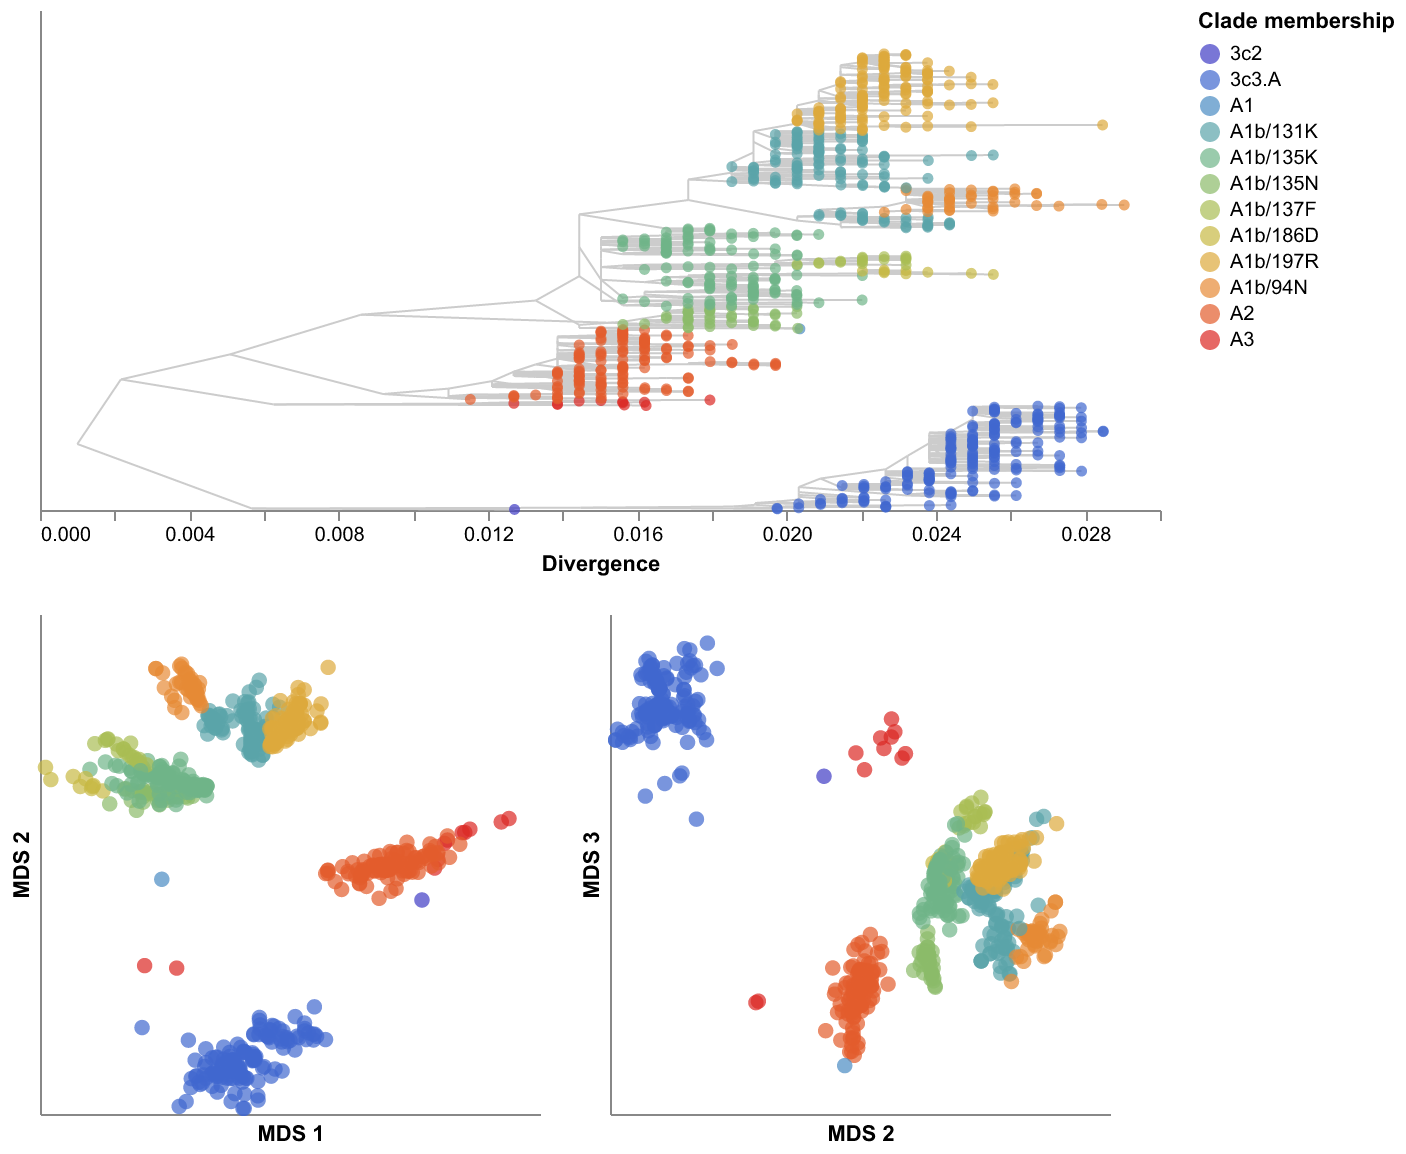 Clade membership
3c2
3c3.A
A1
A1b/131K
A1b/135K
A1b/135N
A1b/137F
A1b/186D
A1b/197R
A1b/94N
A2
A3
0.000 0.004 0.008 0.012 0.016 0.020 0.024 0.028
Divergence
MDS 2
MDS 1
MDS 3
MDS 2